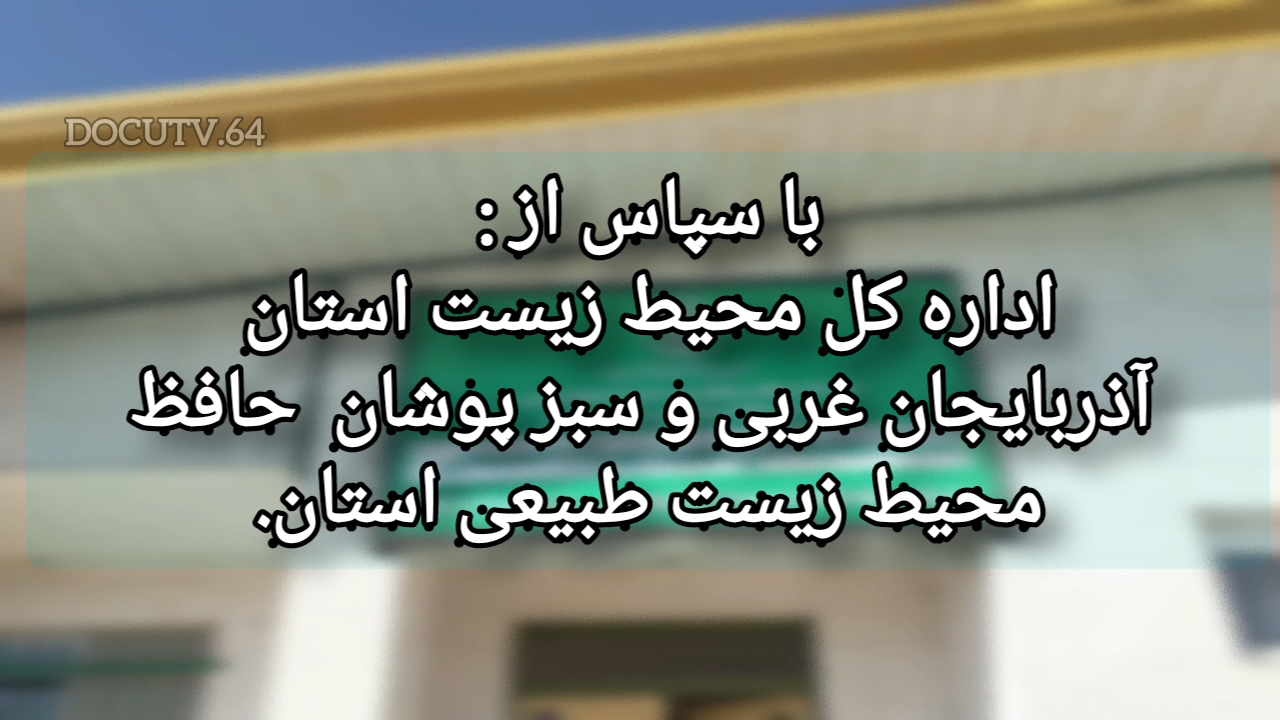 DOCUTV.64
با سپاس از :
اداره کل محیط زیست استان
آذربایجان غربی و سبز پوشان حافظ
محیط زیست طبیعی استان.